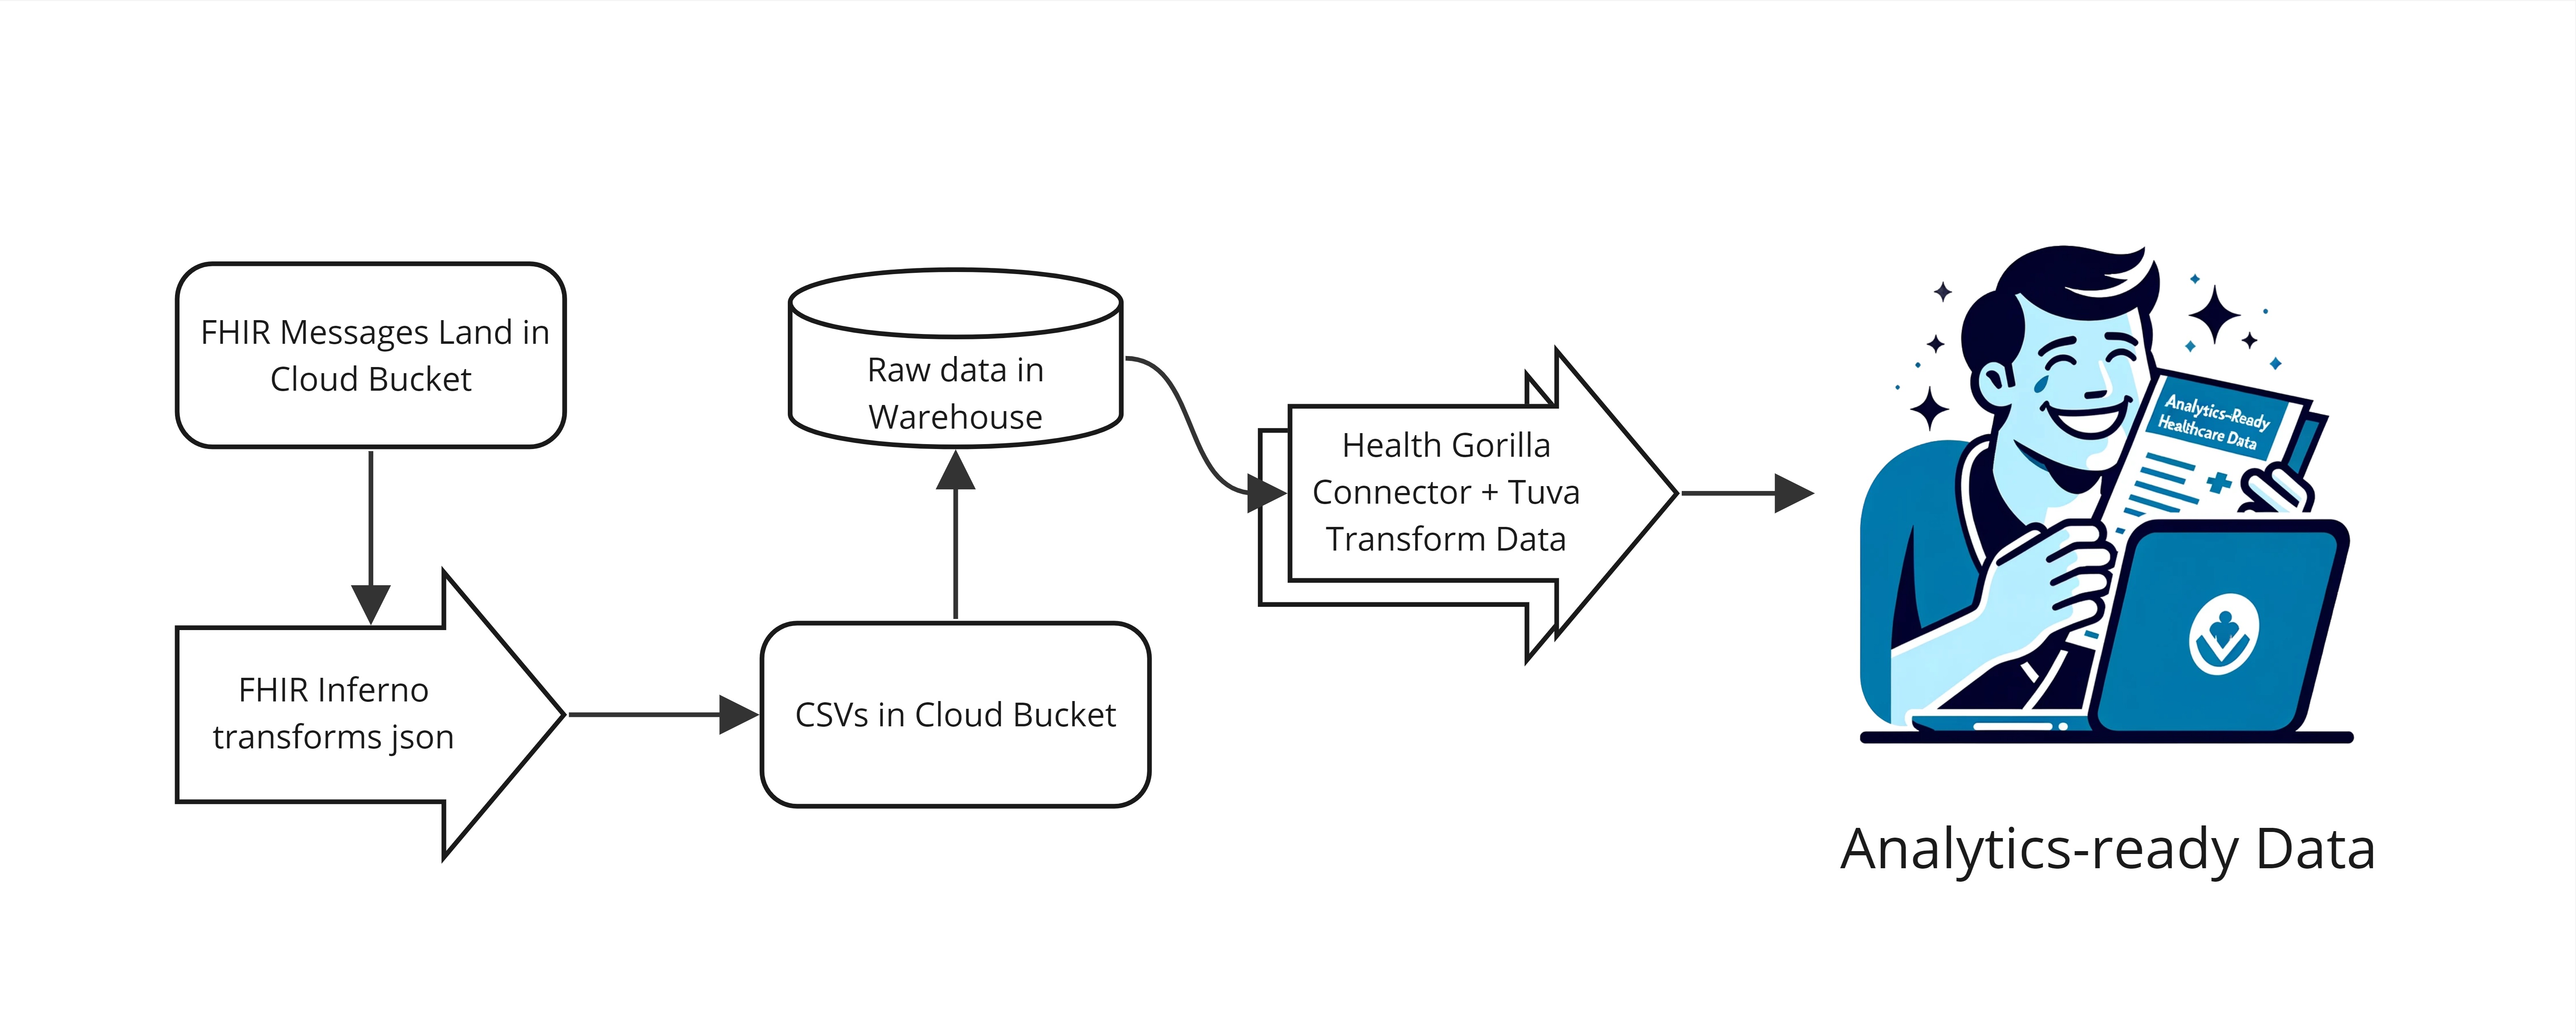 FHIR Messages Land in
Cloud Bucket
FHIR Inferno
transforms json
CSVs in Cloud Bucket
Raw data in
Warehouse
Health Gorilla
Connector + Tuva
Transform Data
Analytics-Ready
Healthcare Data
Analytics-ready Data